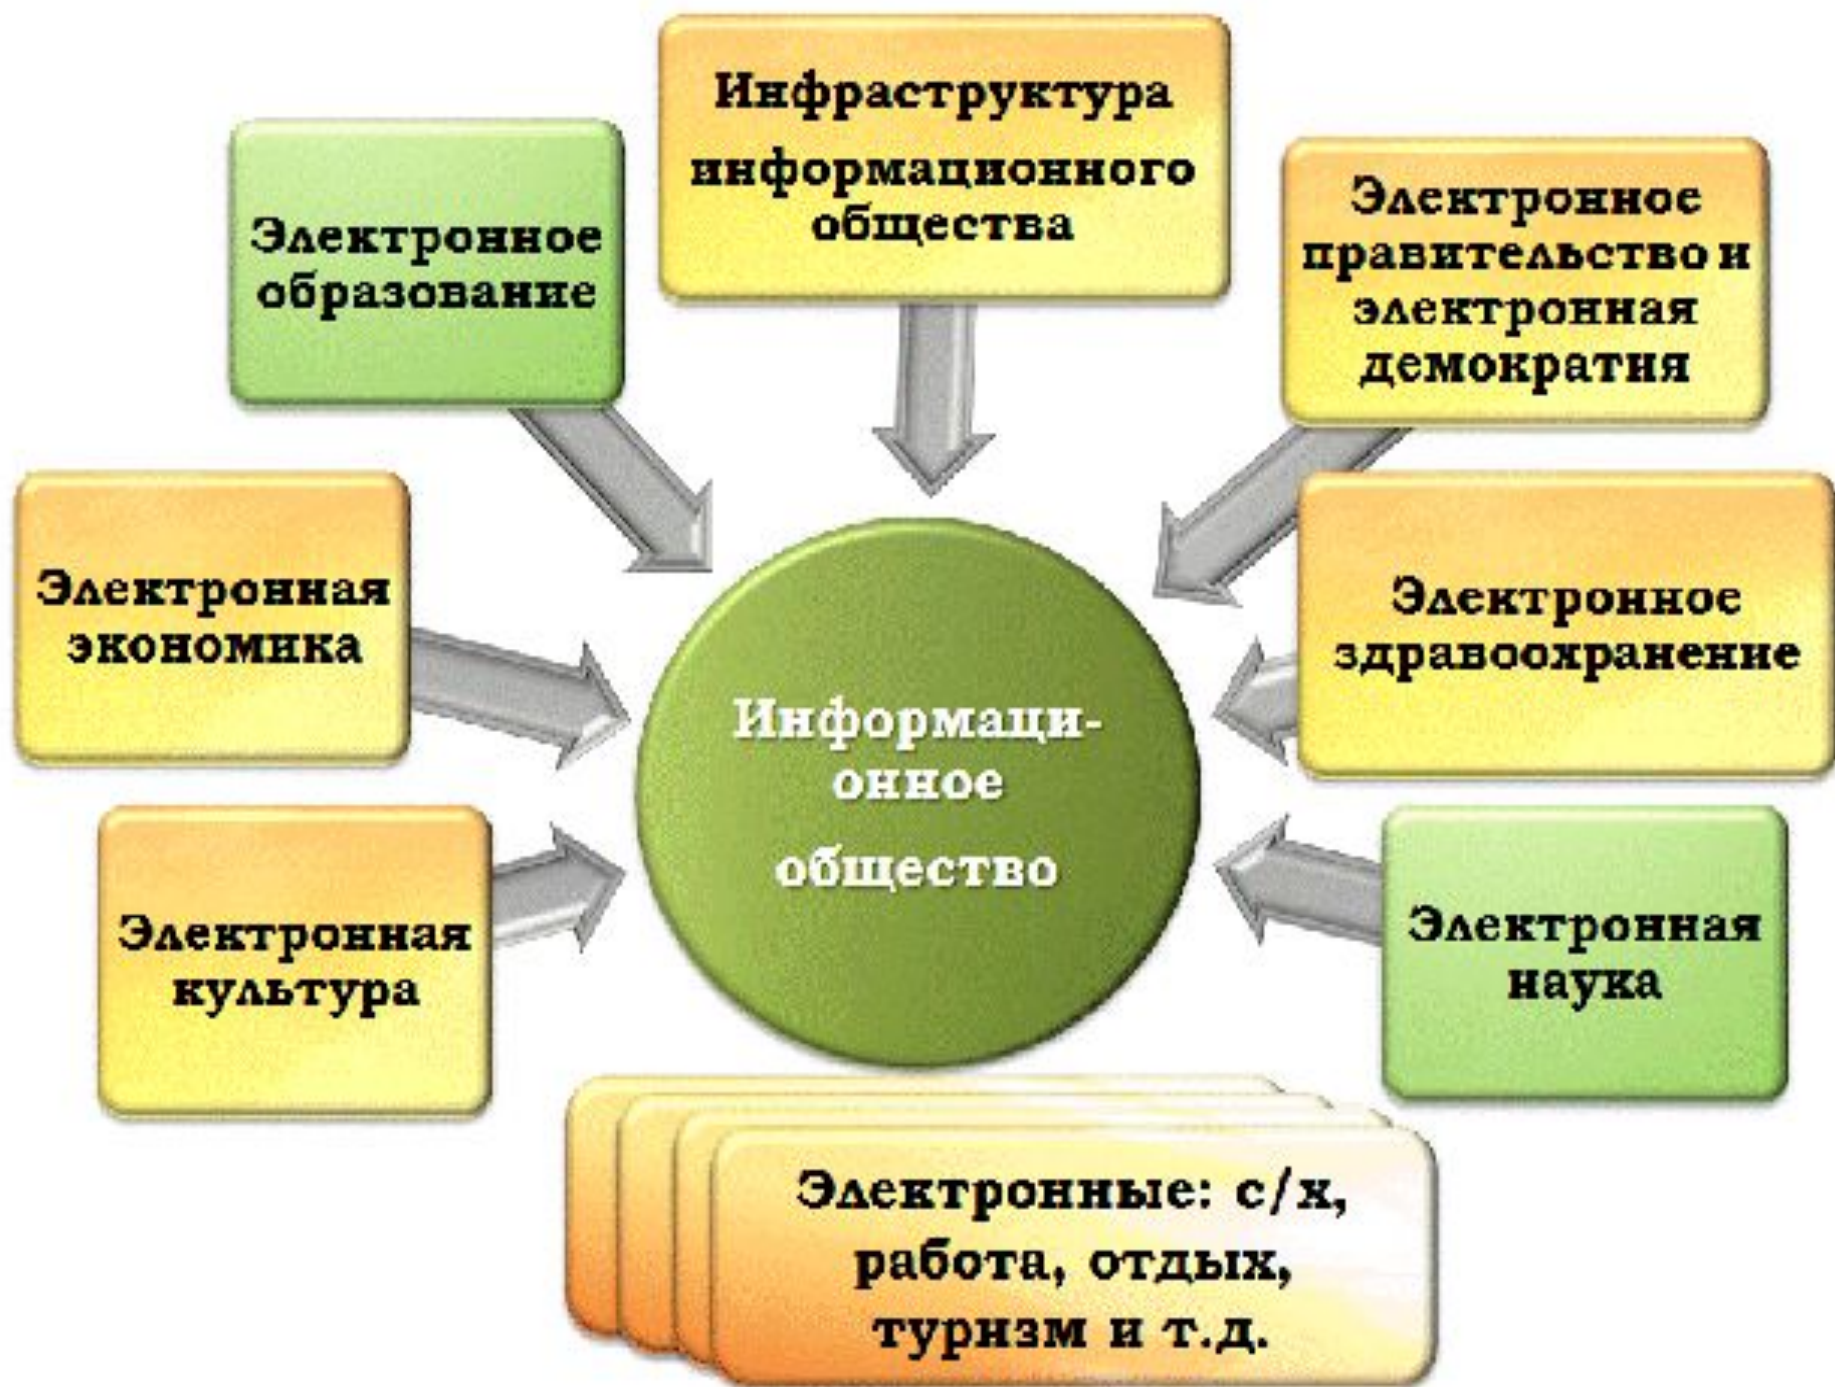 Инфраструктура
информационного
общества
Электронное
образование
Электронное
правительство и
электронная
демократия
Электронная
экономика
Электронное
здравоохранение
Информаци-
онное
общество
Электронная
культура
Электронная
наука
Электронные: с/х,
работа, отдых,
туризм и т.д.